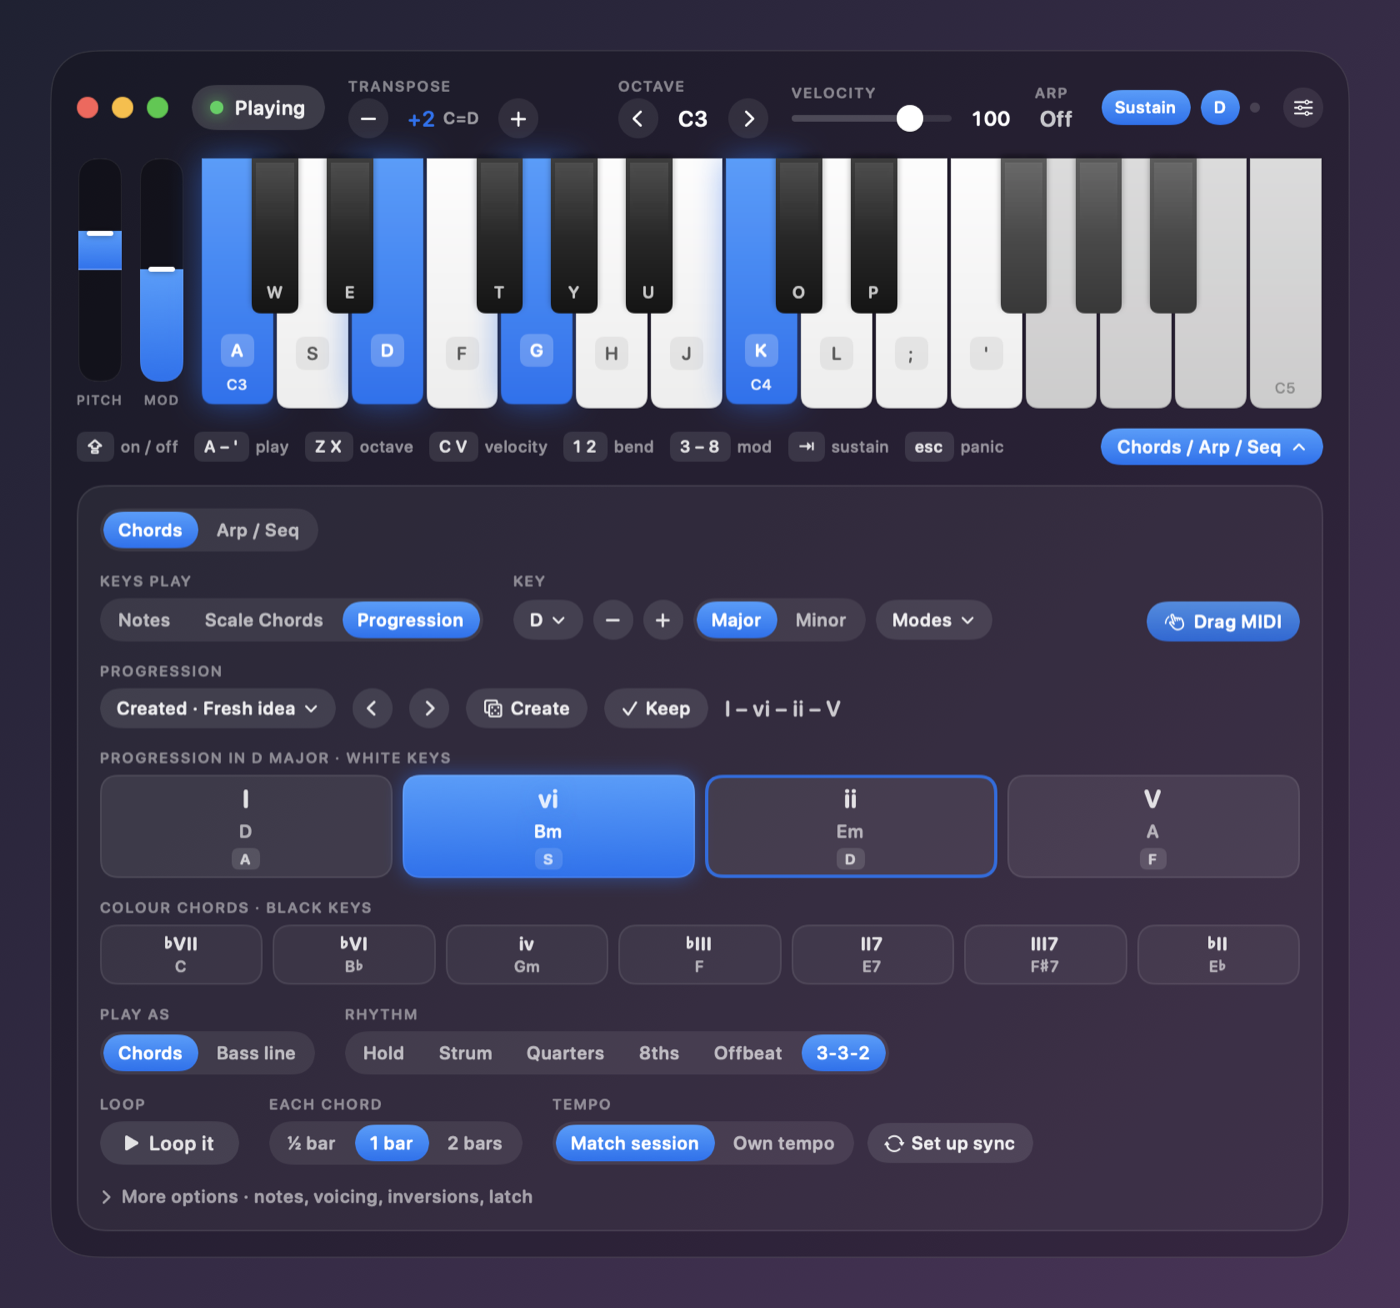 Playing
TRANSPOSE
− +2 C=D +
OCTAVE
C3
VELOCITY
100
ARP
Off
Sustain
D
W E T Y U O P
A S D F G H J K L ; '
C3 C4 C5
PITCH MOD
on / off A – ' play Z X octave C V velocity 1 2 bend 3 – 8 mod sustain esc panic
Chords / Arp / Seq
Chords Arp / Seq
KEYS PLAY
Notes Scale Chords Progression
KEY
D − + Major Minor Modes
Drag MIDI
PROGRESSION
Created · Fresh idea Create Keep I – vi – ii – V
PROGRESSION IN D MAJOR · WHITE KEYS
I vi ii V
D Bm Em A
A S D F
COLOUR CHORDS · BLACK KEYS
♭VII ♭VI iv ♭III II7 III7 ♭II
C B♭ Gm F E7 F#7 E♭
PLAY AS
Chords Bass line
RHYTHM
Hold Strum Quarters 8ths Offbeat 3-3-2
LOOP
Loop it
EACH CHORD
½ bar 1 bar 2 bars
TEMPO
Match session Own tempo Set up sync
More options · notes, voicing, inversions, latch